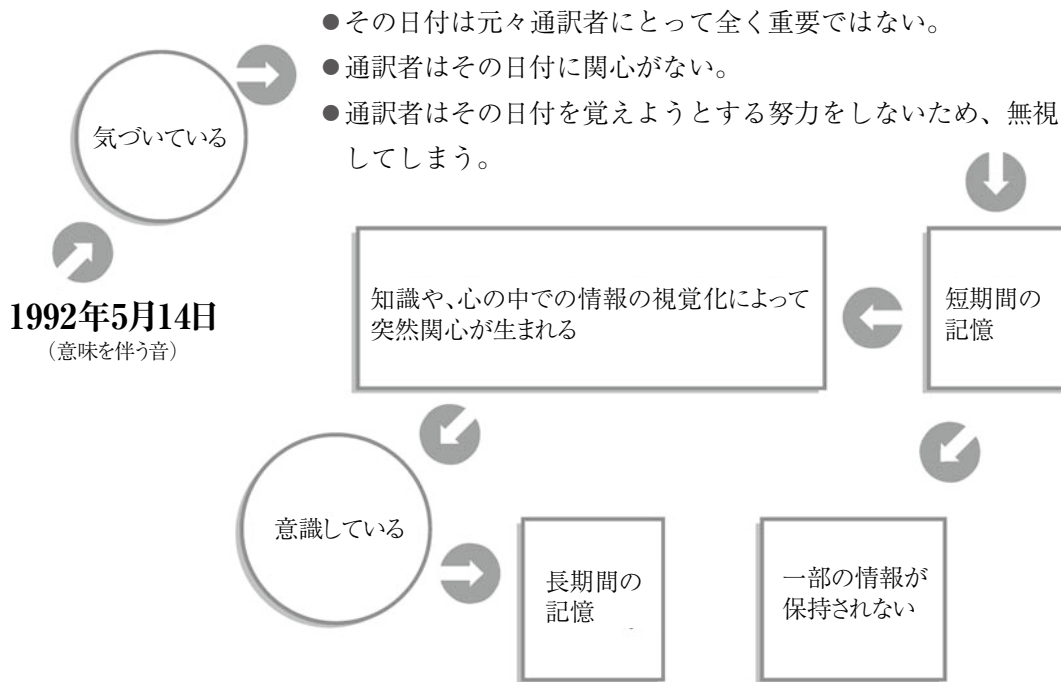 ●その日付は元々通訳者にとって全く重要ではない。
●通訳者はその日付に関心がない。
●通訳者はその日付を覚えようとする努力をしないため、無視
してしまう。
気づいている
1992年5月14日
（意味を伴う音）
知識や、心の中での情報の視覚化によって
突然関心が生まれる
短期間の
記憶
意識している
長期間の
記憶
一部の情報が
保持されない